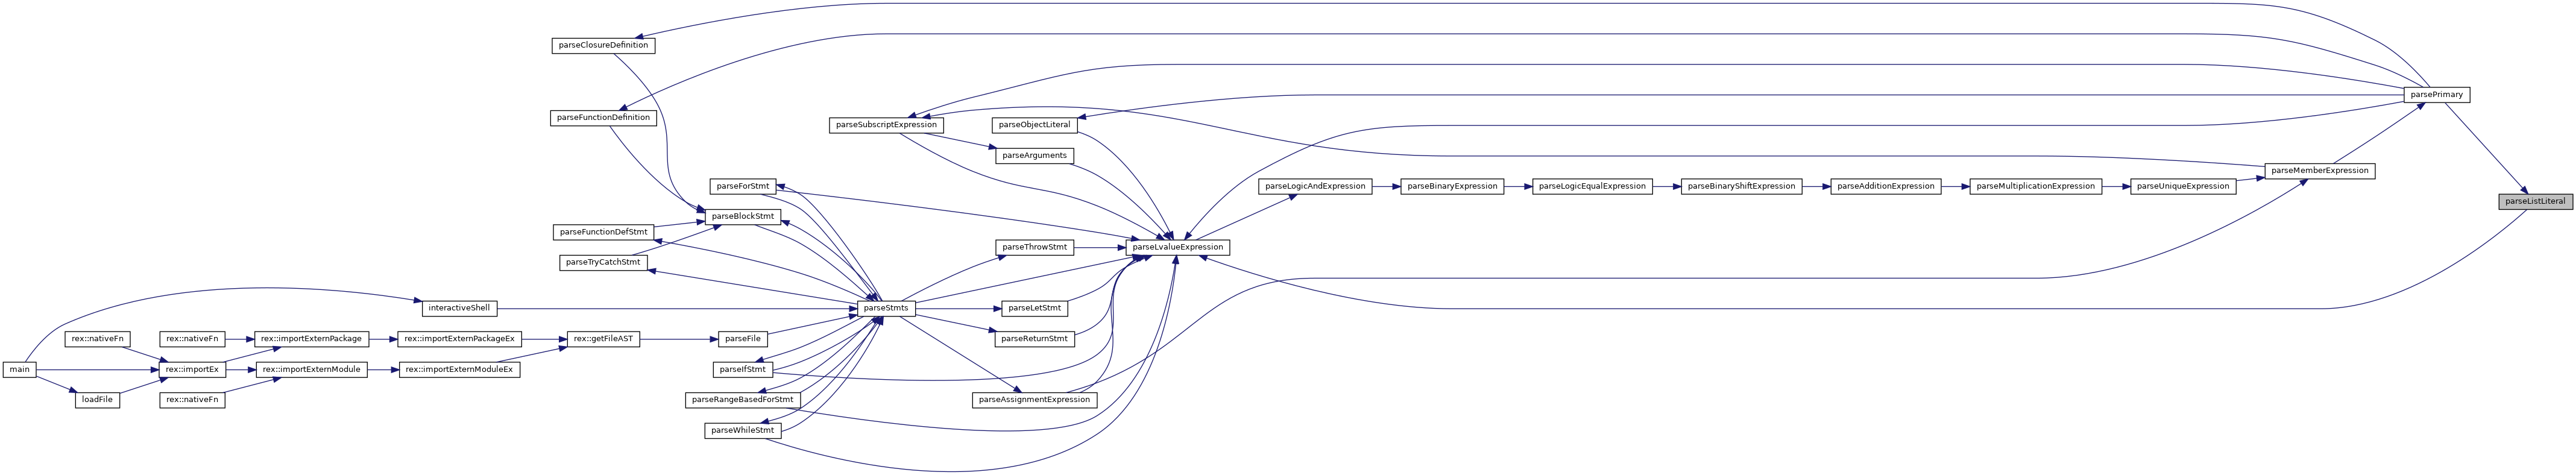 parseClosureDefinition
parsePrimary
parseFunctionDefinition
parseSubscriptExpression
parseObjectLiteral
parseArguments
parseMemberExpression
parseForStmt
parseLogicAndExpression
parseBinaryExpression
parseLogicEqualExpression
parseBinaryShiftExpression
parseAdditionExpression
parseMultiplicationExpression
parseUniqueExpression
parseListLiteral
parseBlockStmt
parseFunctionDefStmt
parseThrowStmt
parseLvalueExpression
parseTryCatchStmt
interactiveShell
parseStmts
parseLetStmt
rex::nativeFn
rex::nativeFn
rex::importExternPackage
rex::importExternPackageEx
rex::getFileAST
parseFile
parseReturnStmt
main
rex::importEx
rex::importExternModule
rex::importExternModuleEx
parseIfStmt
loadFile
rex::nativeFn
parseRangeBasedForStmt
parseAssignmentExpression
parseWhileStmt